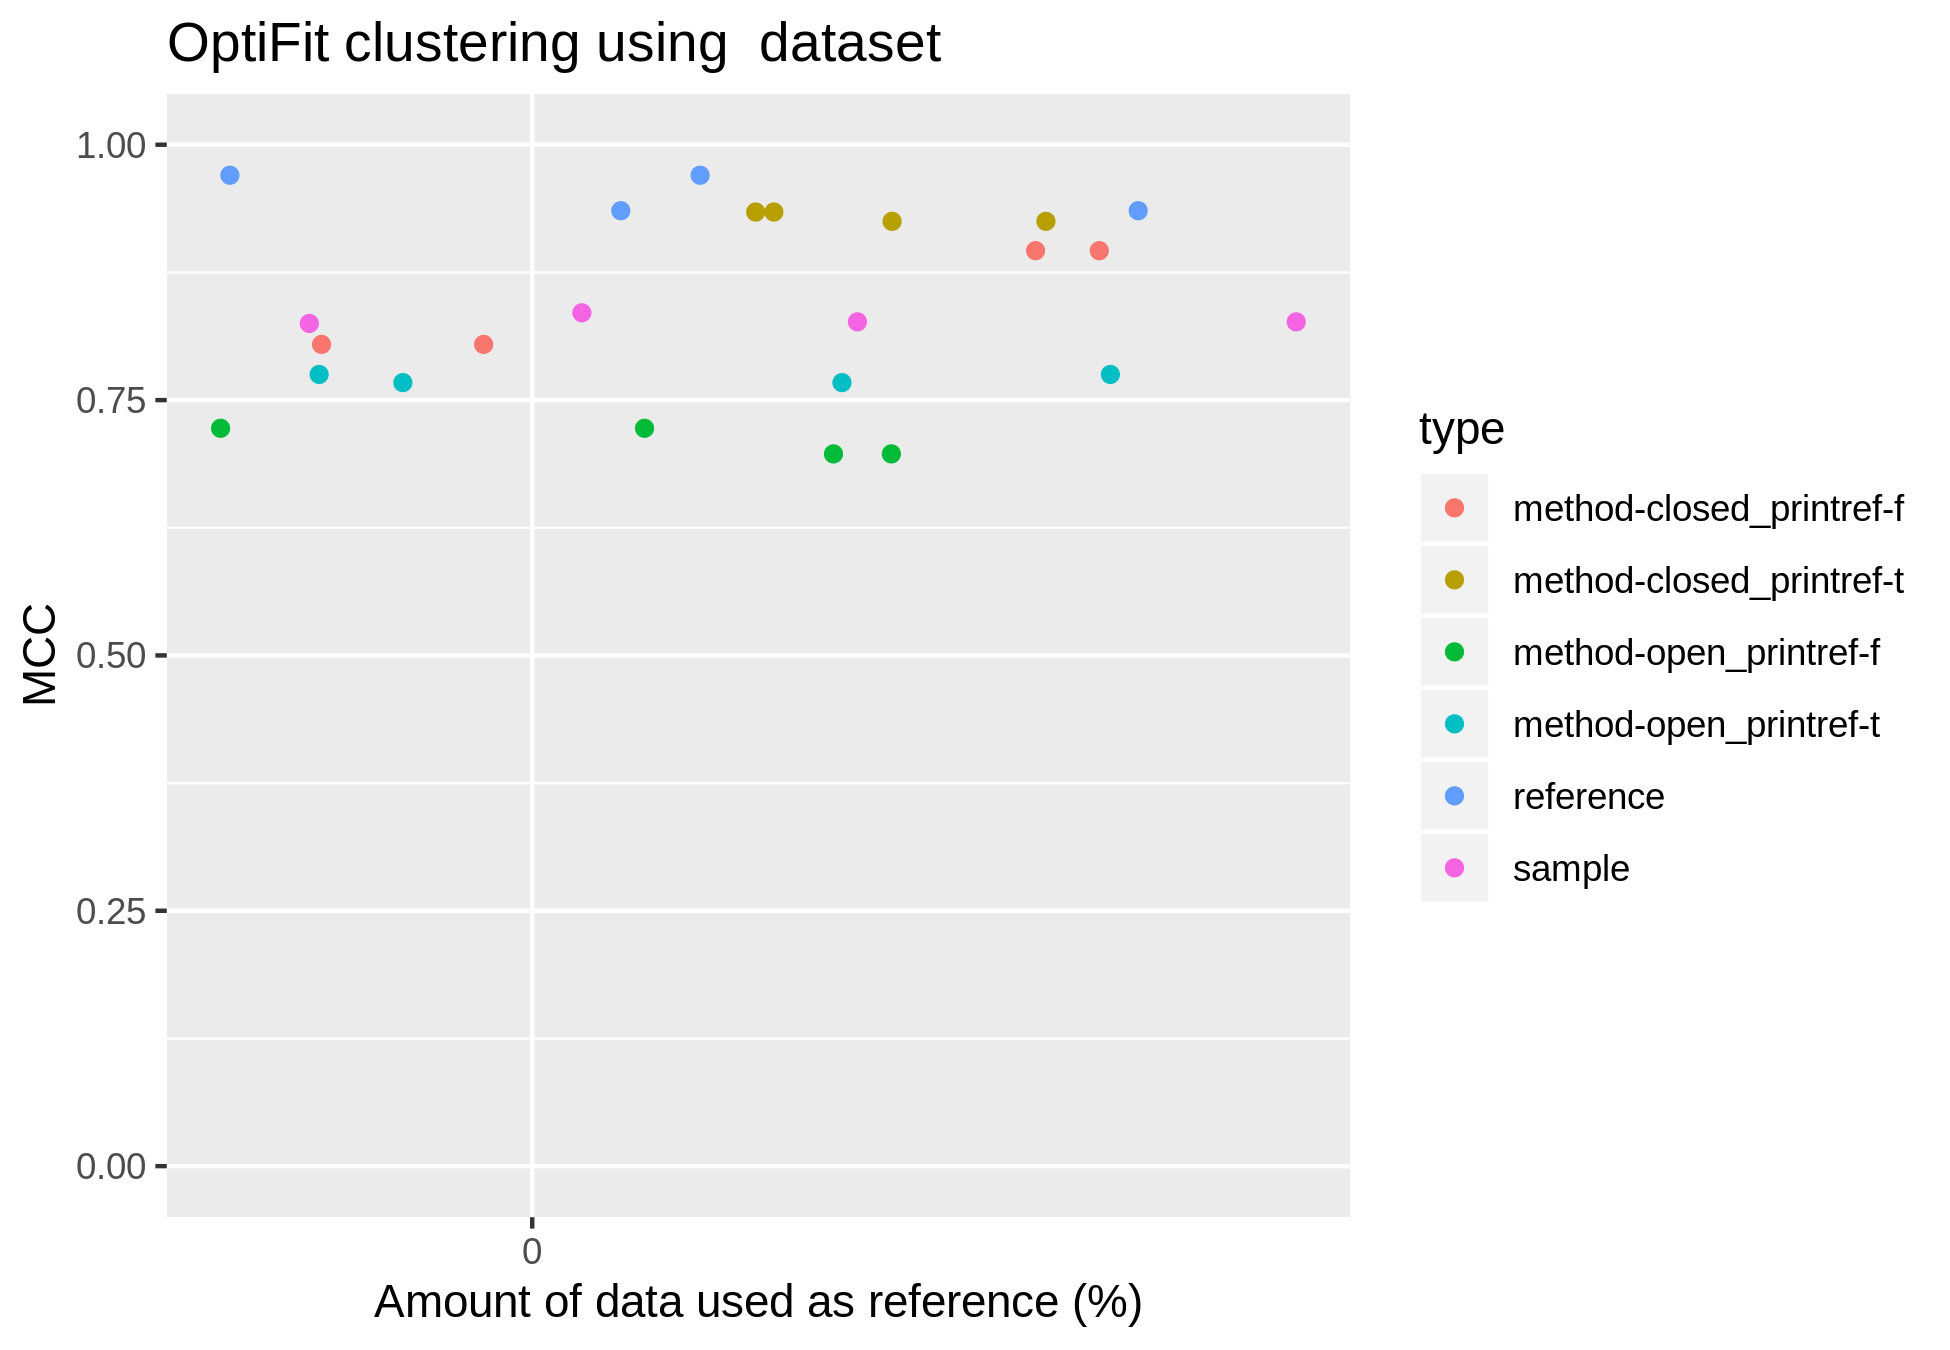 OptiFit clustering using  dataset
1.00
0.75
0.50
0.25
0.00
MCC
0
Amount of data used as reference (%)
type
method-closed_printref-f
method-closed_printref-t
method-open_printref-f
method-open_printref-t
reference
sample